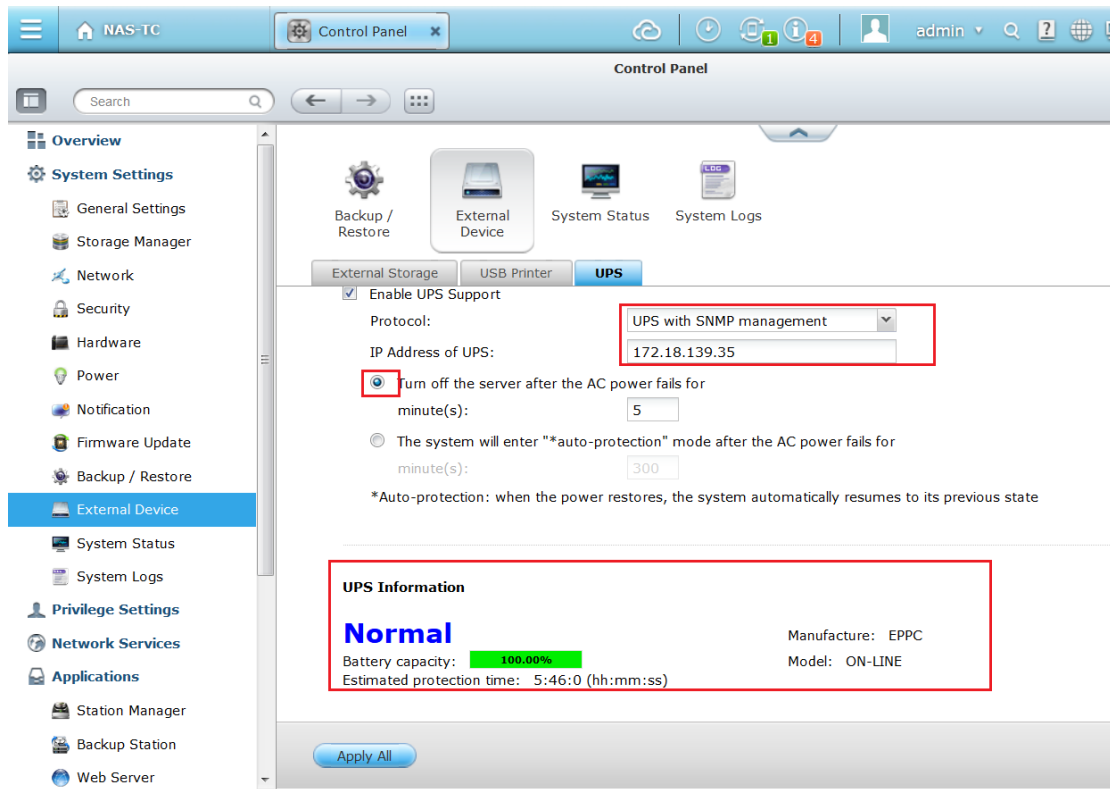 NAS-TC
Control Panel
1
4
admin
?
Control Panel
Search
Overview
System Settings
General Settings
Storage Manager
Network
Security
Hardware
Power
Notification
Firmware Update
Backup / Restore
External Device
System Status
System Logs
Privilege Settings
Network Services
Applications
Station Manager
Backup Station
Web Server
Backup /
Restore
External
Device
System Status
LOG
System Logs
External Storage
USB Printer
UPS
Enable UPS Support
Protocol: UPS with SNMP management
IP Address of UPS: 172.18.139.35
Turn off the server after the AC power fails for
minute(s): 5
The system will enter "*auto-protection" mode after the AC power fails for
minute(s): 300
*Auto-protection: when the power restores, the system automatically resumes to its previous state
UPS Information
Normal
Battery capacity: 100.00%
Estimated protection time: 5:46:0 (hh:mm:ss)
Manufacture: EPPC
Model: ON-LINE
Apply All